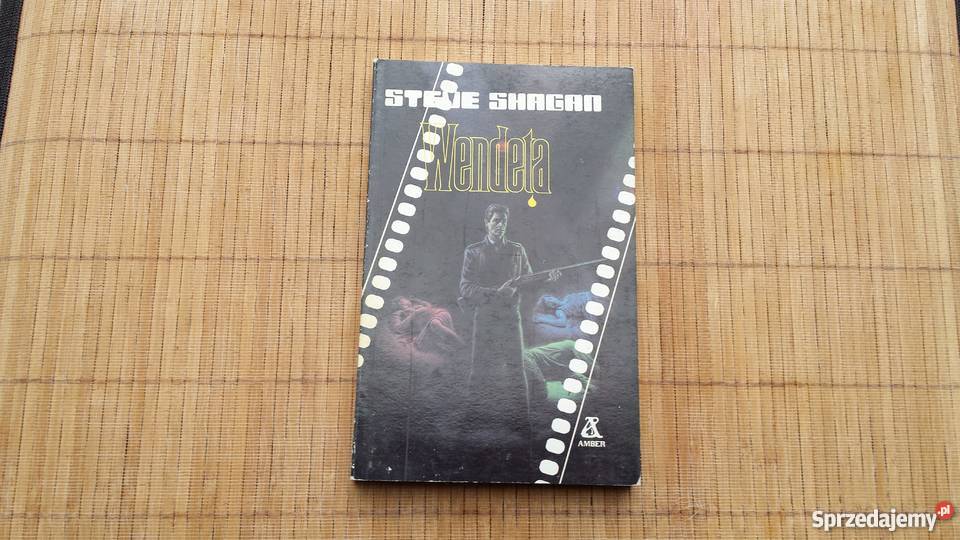 STEVE SHAGAN
Wendeta
AMBER
Sprzedajemy.pl